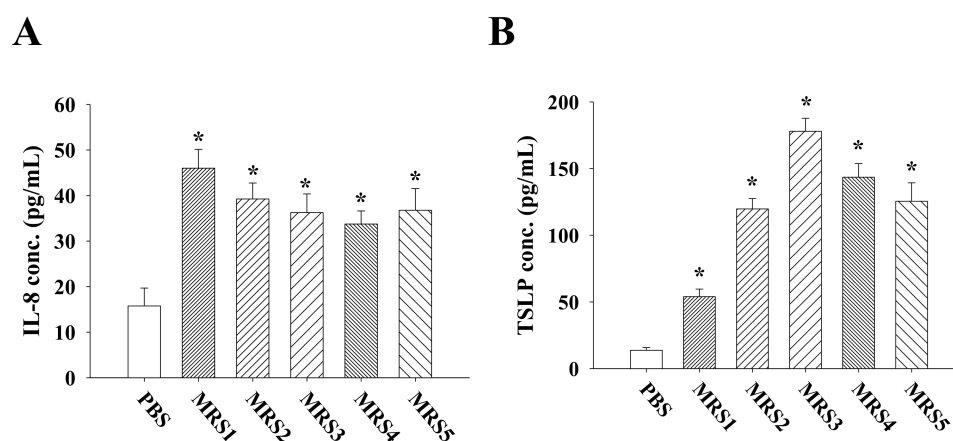 A
IL-8 conc. (pg/mL)
60
50
40
30
20
10
0
*
*
*
*
*
PBS
MRS1
MRS2
MRS3
MRS4
MRS5
B
TSLP conc. (pg/mL)
200
150
100
50
0
*
*
*
*
*
PBS
MRS1
MRS2
MRS3
MRS4
MRS5